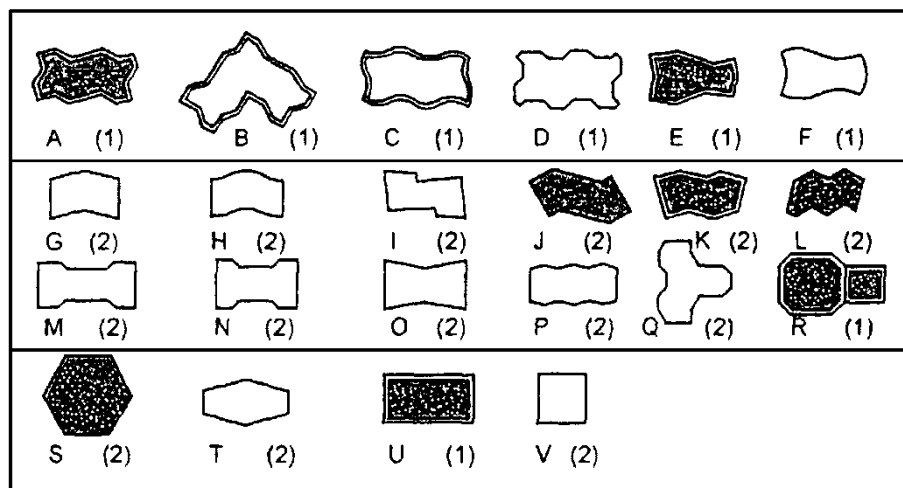 A (1) B (1) C (1) D (1) E (1) F (1)
G (2) H (2) I (2) J (2) K (2) L (2)
M (2) N (2) O (2) P (2) Q (2) R (1)
S (2) T (2) U (1) V (2)